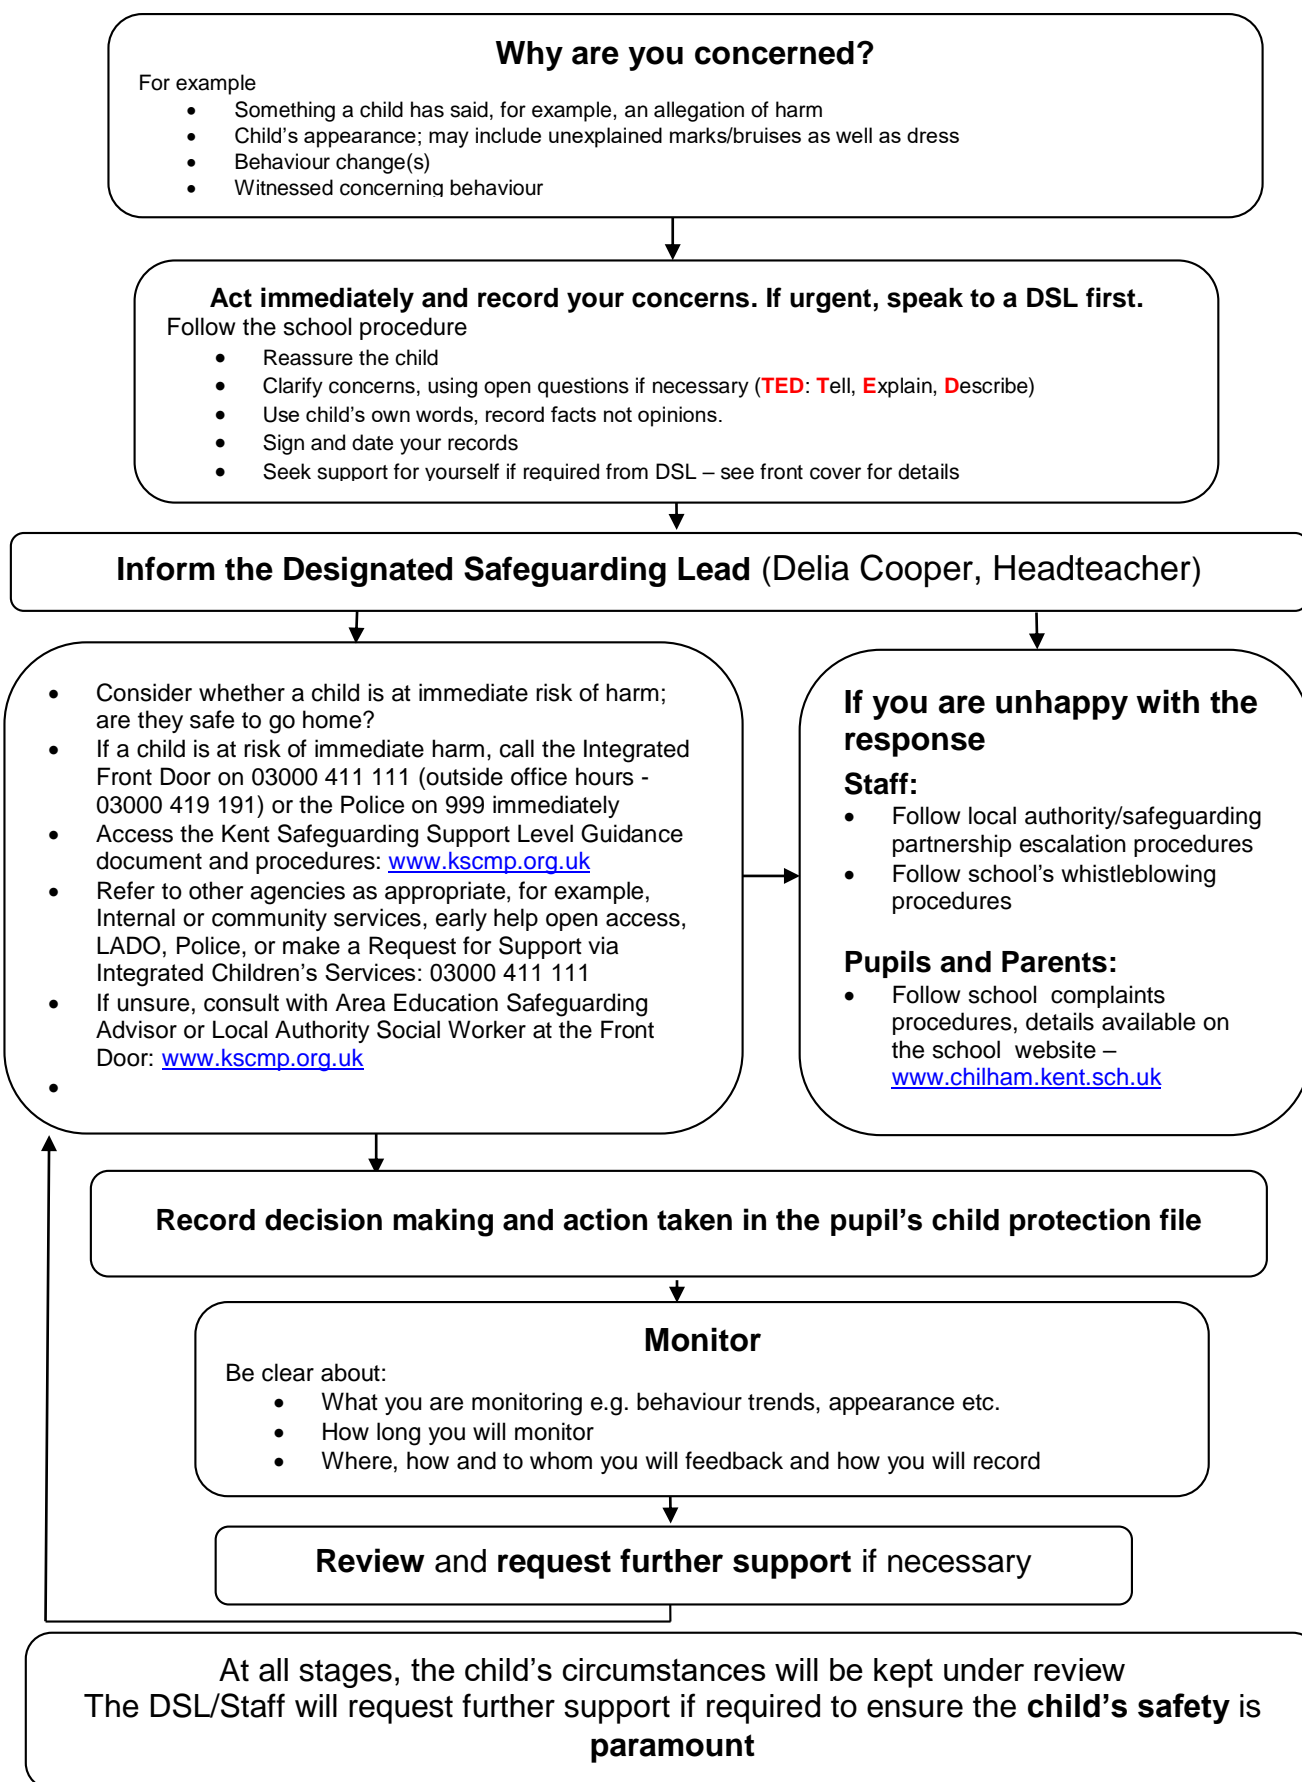 Why are you concerned?
For example
• Something a child has said, for example, an allegation of harm
• Child’s appearance; may include unexplained marks/bruises as well as dress
• Behaviour change(s)
• Witnessed concerning behaviour
Act immediately and record your concerns. If urgent, speak to a DSL first.
Follow the school procedure
• Reassure the child
• Clarify concerns, using open questions if necessary (TED: Tell, Explain, Describe)
• Use child’s own words, record facts not opinions.
• Sign and date your records
• Seek support for yourself if required from DSL – see front cover for details
Inform the Designated Safeguarding Lead (Delia Cooper, Headteacher)
• Consider whether a child is at immediate risk of harm;
are they safe to go home?
• If a child is at risk of immediate harm, call the Integrated
Front Door on 03000 411 111 (outside office hours -
03000 419 191) or the Police on 999 immediately
• Access the Kent Safeguarding Support Level Guidance
document and procedures: www.kscmp.org.uk
• Refer to other agencies as appropriate, for example,
Internal or community services, early help open access,
LADO, Police, or make a Request for Support via
Integrated Children’s Services: 03000 411 111
• If unsure, consult with Area Education Safeguarding
Advisor or Local Authority Social Worker at the Front
Door: www.kscmp.org.uk
•
If you are unhappy with the
response
Staff:
• Follow local authority/safeguarding
partnership escalation procedures
• Follow school’s whistleblowing
procedures
Pupils and Parents:
• Follow school complaints
procedures, details available on
the school website –
www.chilham.kent.sch.uk
Record decision making and action taken in the pupil’s child protection file
Monitor
Be clear about:
• What you are monitoring e.g. behaviour trends, appearance etc.
• How long you will monitor
• Where, how and to whom you will feedback and how you will record
Review and request further support if necessary
At all stages, the child’s circumstances will be kept under review
The DSL/Staff will request further support if required to ensure the child’s safety is
paramount